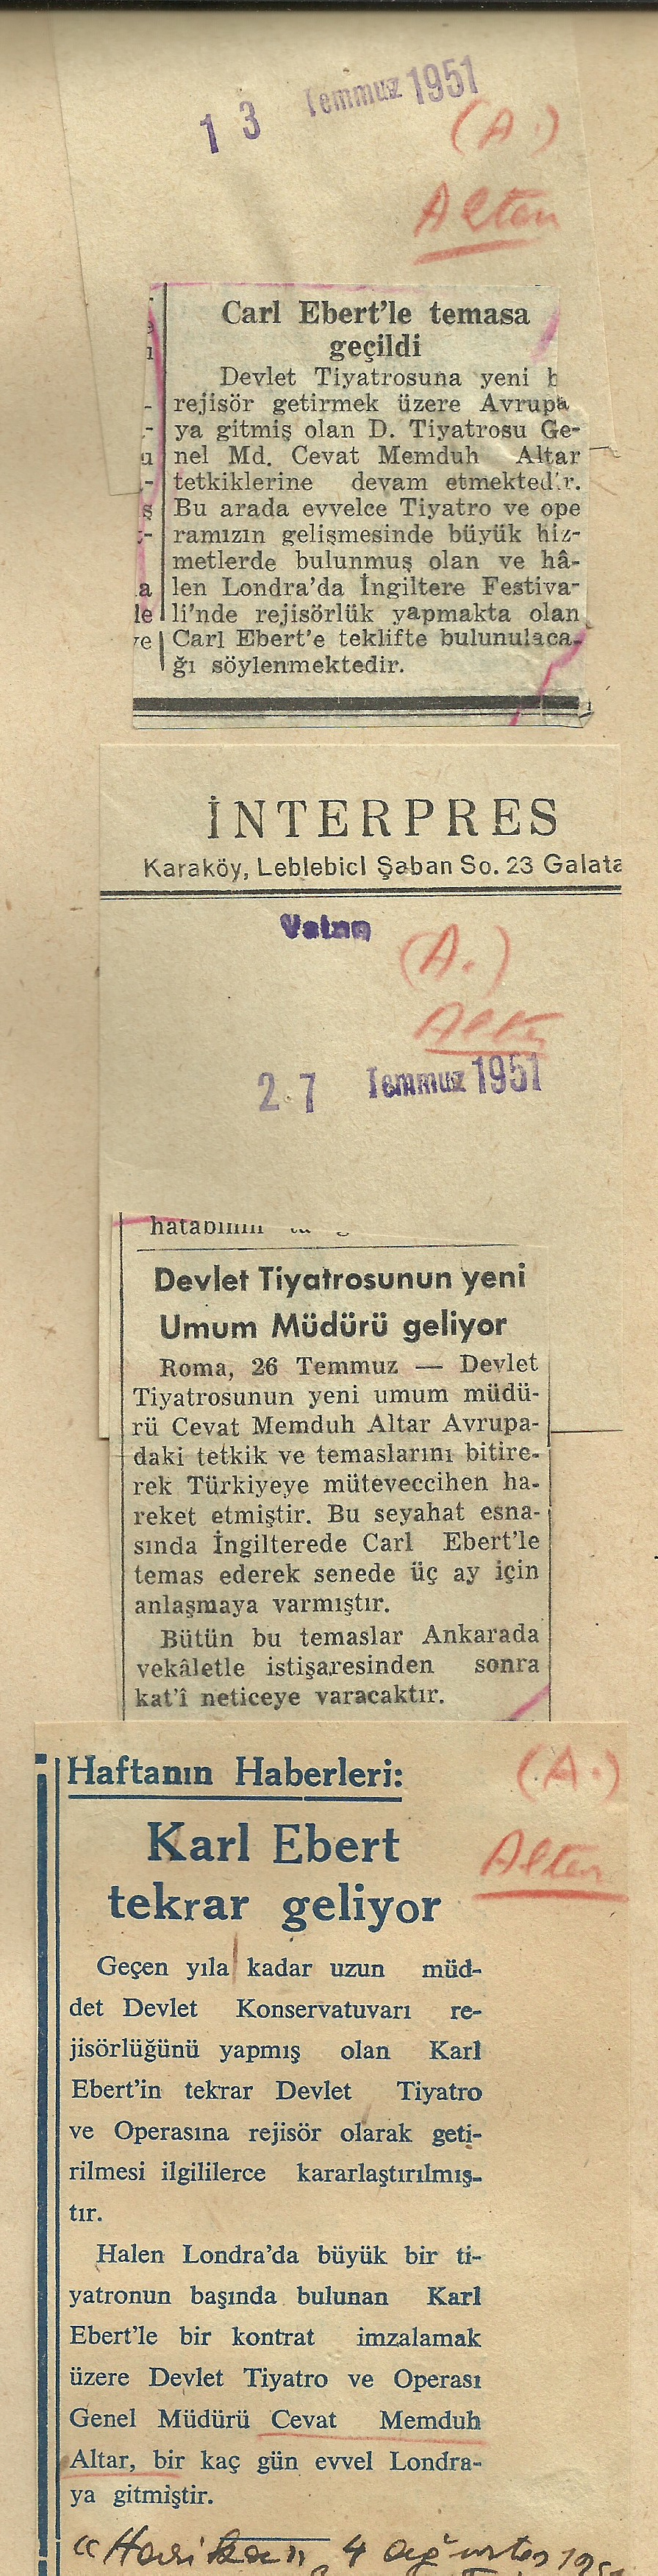 13 Temmuz 1951
(A.)
Altar
Carl Ebert'le temasa
geçildi
Devlet Tiyatrosuna yeni b
rejisör getirmek üzere Avrupa
ya gitmiş olan D. Tiyatrosu Ge-
nel Md. Cevat Memduh Altar
tetkiklerine devam etmektedir.
Bu arada evvelce Tiyatro ve ope
ramızın gelişmesinde büyük hiz-
metlerde bulunmuş olan ve hâ-
len Londra'da İngiltere Festiva-
li'nde rejisörlük yapmakta olan
Carl Ebert'e teklifte bulunulaca-
ğı söylenmektedir.
İNTERPRES
Karaköy, Leblebici Şaban So. 23 Galata
Vatan
(A.)
27 Temmuz 1951
Devlet Tiyatrosunun yeni
Umum Müdürü geliyor
Roma, 26 Temmuz — Devlet
Tiyatrosunun yeni umum müdü-
rü Cevat Memduh Altar Avrupa-
daki tetkik ve temaslarını bitire-
rek Türkiyeye müteveccihen ha-
reket etmiştir. Bu seyahat esna-
sında İngilterede Carl Ebert'le
temas ederek senede üç ay için
anlaşmaya varmıştır.
Bütün bu temaslar Ankarada
vekâletle istişaresinden sonra
kat'î neticeye varacaktır.
Haftanın Haberleri:
(A.)
Altar
Karl Ebert
tekrar geliyor
Geçen yıla kadar uzun müd-
det Devlet Konservatuvarı re-
jisörlüğünü yapmış olan Karl
Ebert'in tekrar Devlet Tiyatro
ve Operasına rejisör olarak geti-
rilmesi ilgililerce kararlaştırılmış-
tır.
Halen Londra'da büyük bir ti-
yatronun başında bulunan Karl
Ebert'le bir kontrat imzalamak
üzere Devlet Tiyatro ve Operası
Genel Müdürü Cevat Memduh
Altar, bir kaç gün evvel Londra-
ya gitmiştir.
4 ağustos 195